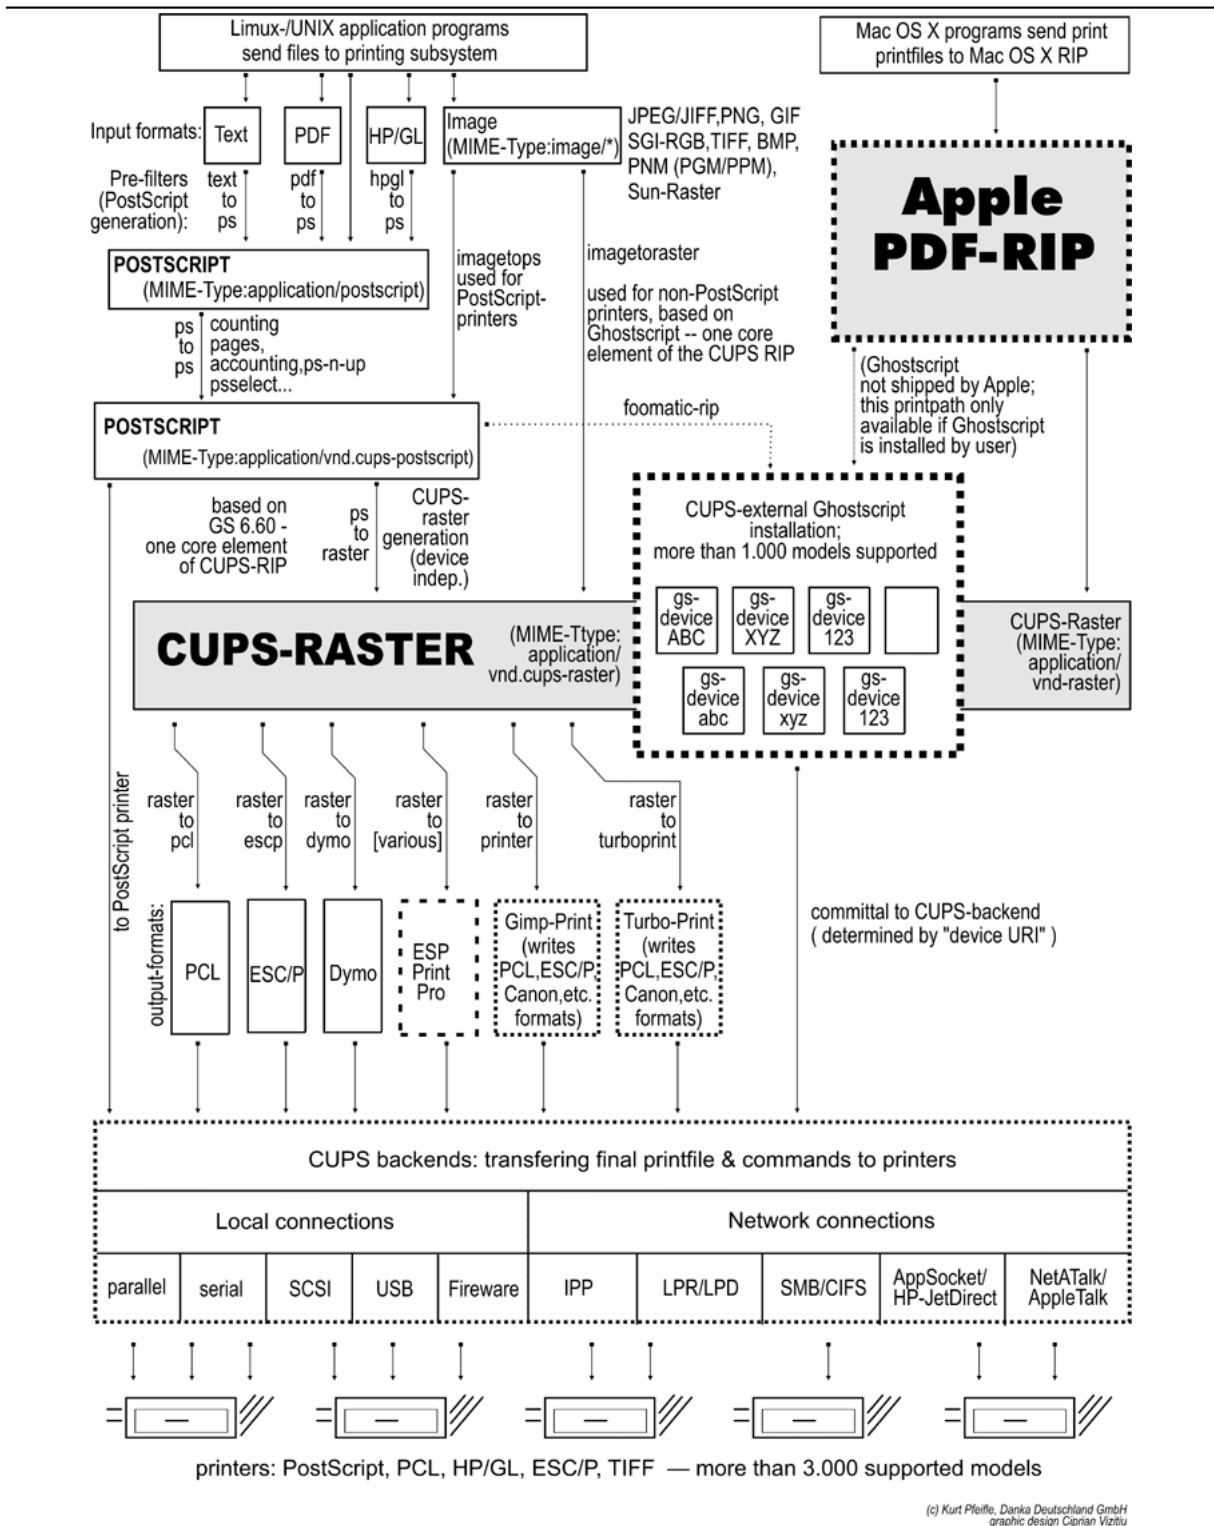 Limux-/UNIX application programs
send files to printing subsystem
Mac OS X programs send print
printfiles to Mac OS X RIP
Input formats:
Text
PDF
HP/GL
Image
(MIME-Type:image/*)
JPEG/JIFF,PNG, GIF
SGI-RGB,TIFF, BMP,
PNM (PGM/PPM),
Sun-Raster
Pre-filters
(PostScript
generation):
text
to
ps
pdf
to
ps
hpgl
to
ps
Apple
PDF-RIP
POSTSCRIPT
(MIME-Type:application/postscript)
imagetops
used for
PostScript-
printers
imagetoraster
used for non-PostScript
printers, based on
Ghostscript -- one core
element of the CUPS RIP
ps
to
ps
counting
pages,
accounting,ps-n-up
psselect...
(Ghostscript
not shipped by Apple;
this printpath only
available if Ghostscript
is installed by user)
foomatic-rip
POSTSCRIPT
(MIME-Type:application/vnd.cups-postscript)
based on
GS 6.60 -
one core element
of CUPS-RIP
ps
to
raster
CUPS-
raster
generation
(device
indep.)
CUPS-external Ghostscript
installation;
more than 1.000 models supported
gs-
device
ABC
gs-
device
XYZ
gs-
device
123
gs-
device
abc
gs-
device
xyz
gs-
device
123
CUPS-RASTER
(MIME-Ttype:
application/
vnd.cups-raster)
CUPS-Raster
(MIME-Type:
application/
vnd-raster)
to PostScript printer
raster
to
pcl
raster
to
escp
raster
to
dymo
raster
to
[various]
raster
to
printer
raster
to
turboprint
output-formats:
PCL
ESC/P
Dymo
ESP
Print
Pro
Gimp-Print
(writes
PCL,ESC/P,
Canon,etc.
formats)
Turbo-Print
(writes
PCL,ESC/P,
Canon,etc.
formats)
committal to CUPS-backend
( determined by "device URI" )
CUPS backends: transfering final printfile & commands to printers
Local connections
Network connections
parallel
serial
SCSI
USB
Fireware
IPP
LPR/LPD
SMB/CIFS
AppSocket/
HP-JetDirect
NetATalk/
AppleTalk
printers: PostScript, PCL, HP/GL, ESC/P, TIFF — more than 3.000 supported models
(c) Kurt Pfeifle, Danka Deutschland GmbH
graphic design Ciprian Vizitiu